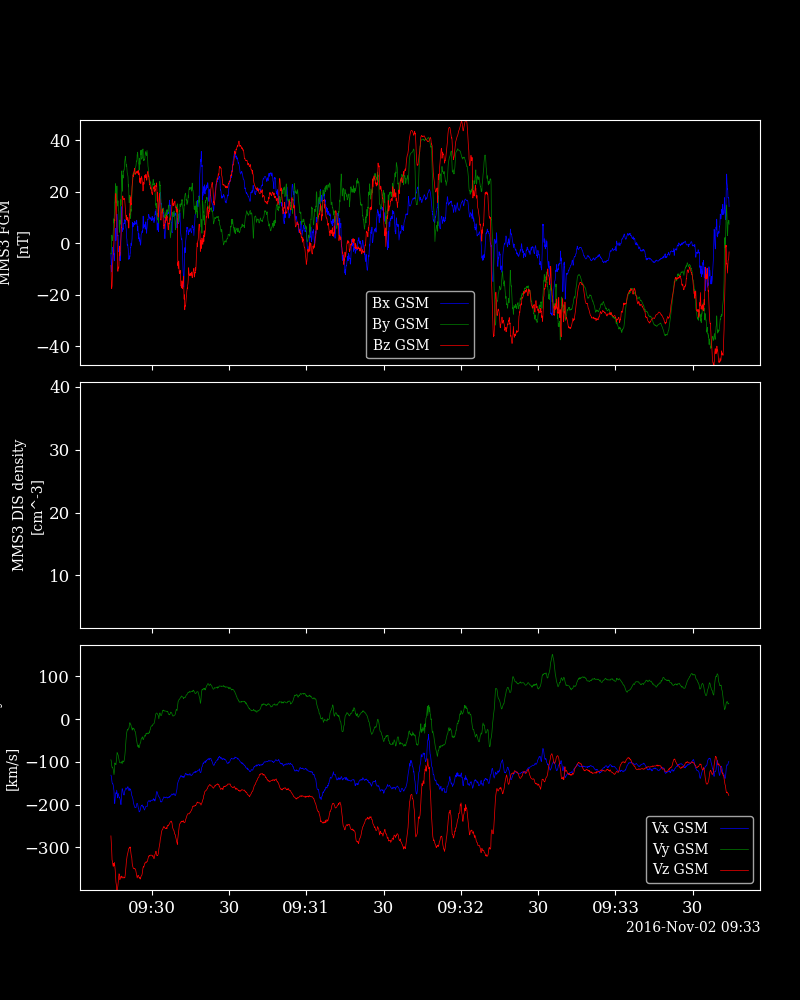 40
20
0
−20
−40
MMS3 FGM
[nT]
Bx GSM
By GSM
Bz GSM
40
30
20
10
MMS3 DIS density
[cm^-3]
100
0
−100
−200
−300
[km/s]
Vx GSM
Vy GSM
Vz GSM
09:30 30 09:31 30 09:32 30 09:33 30
2016-Nov-02 09:33